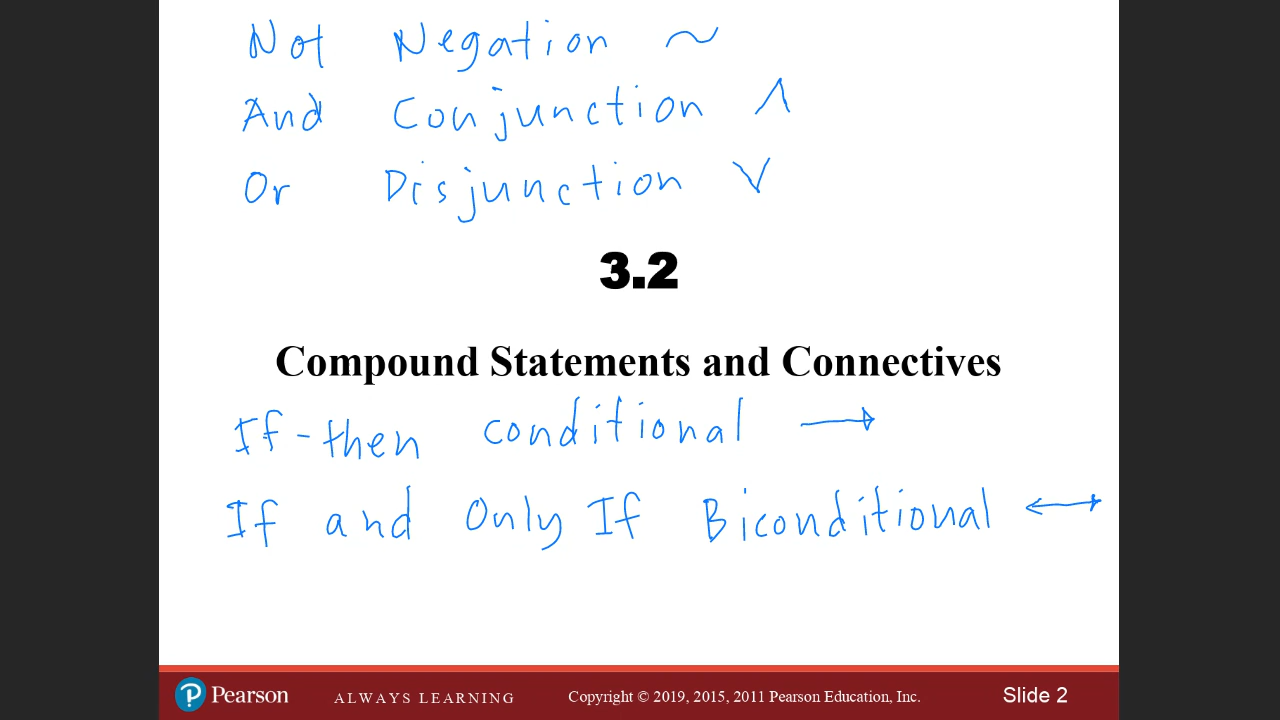 Not Negation ~
And Conjunction ∧
Or Disjunction ∨
3.2
Compound Statements and Connectives
If-then conditional →
If and Only If Biconditional ↔
Pearson ALWAYS LEARNING Copyright © 2019, 2015, 2011 Pearson Education, Inc. Slide 2